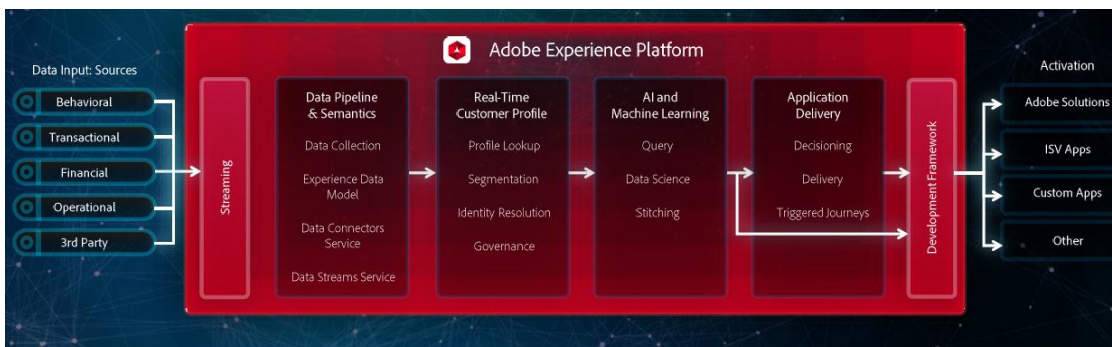 Adobe Experience Platform
Data Input: Sources
Behavioral
Transactional
Financial
Operational
3rd Party
Streaming
Data Pipeline
& Semantics
Data Collection
Experience Data
Model
Data Connectors
Service
Data Streams Service
Real-Time
Customer Profile
Profile Lookup
Segmentation
Identity Resolution
Governance
AI and
Machine Learning
Query
Data Science
Stitching
Application
Delivery
Decisioning
Delivery
Triggered Journeys
Development Framework
Activation
Adobe Solutions
ISV Apps
Custom Apps
Other